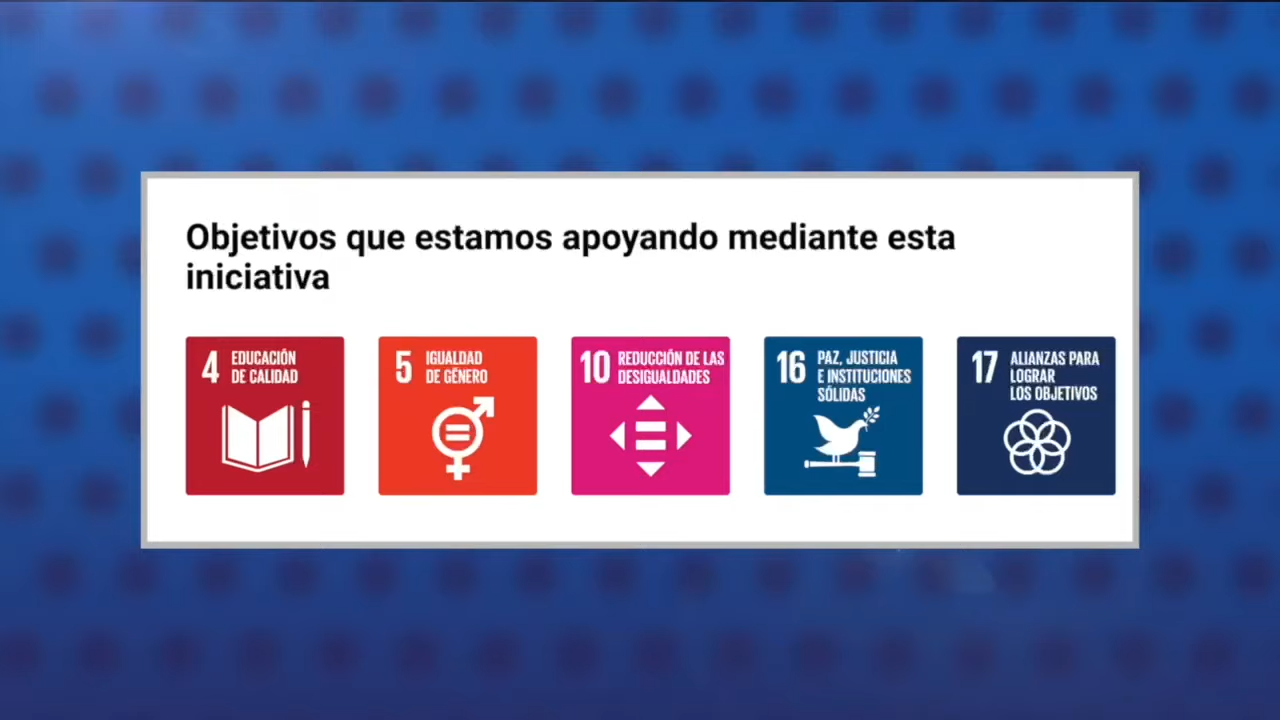 Objetivos que estamos apoyando mediante esta
iniciativa
4 EDUCACIÓN
DE CALIDAD
5 IGUALDAD
DE GÉNERO
10 REDUCCIÓN DE LAS
DESIGUALDADES
16 PAZ, JUSTICIA
E INSTITUCIONES
SÓLIDAS
17 ALIANZAS PARA
LOGRAR
LOS OBJETIVOS